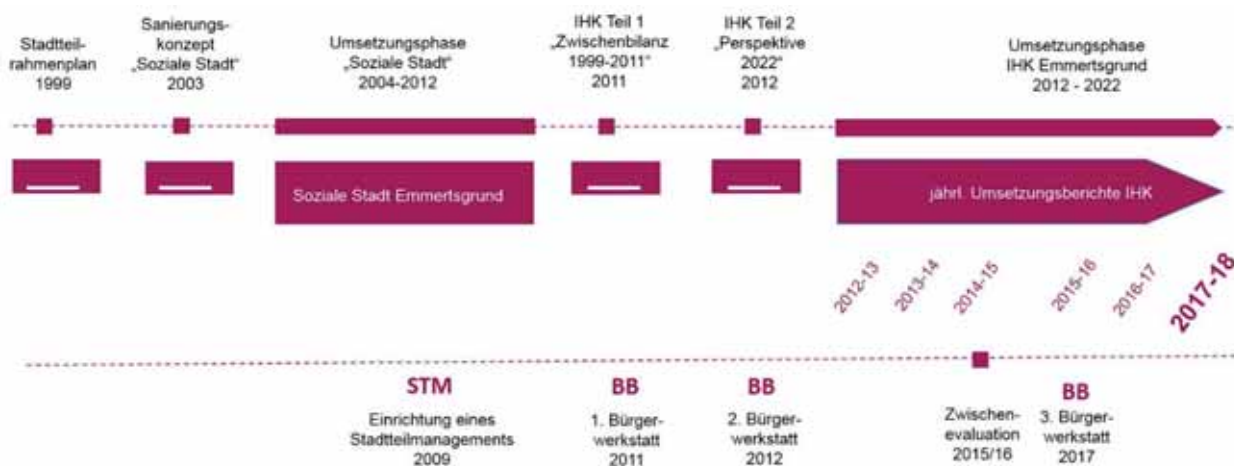 Stadtteil-
rahmenplan
1999
Sanierungs-
konzept
„Soziale Stadt"
2003
Umsetzungsphase
„Soziale Stadt"
2004-2012
IHK Teil 1
„Zwischenbilanz
1999-2011"
2011
IHK Teil 2
„Perspektive
2022"
2012
Umsetzungsphase
IHK Emmertsgrund
2012 - 2022
Soziale Stadt Emmertsgrund
jährl. Umsetzungsberichte IHK
2012-13
2013-14
2014-15
2015-16
2016-17
2017-18
STM
Einrichtung eines
Stadtteilmanagements
2009
BB
1. Bürger-
werkstatt
2011
BB
2. Bürger-
werkstatt
2012
Zwischen-
evaluation
2015/16
BB
3. Bürger-
werkstatt
2017